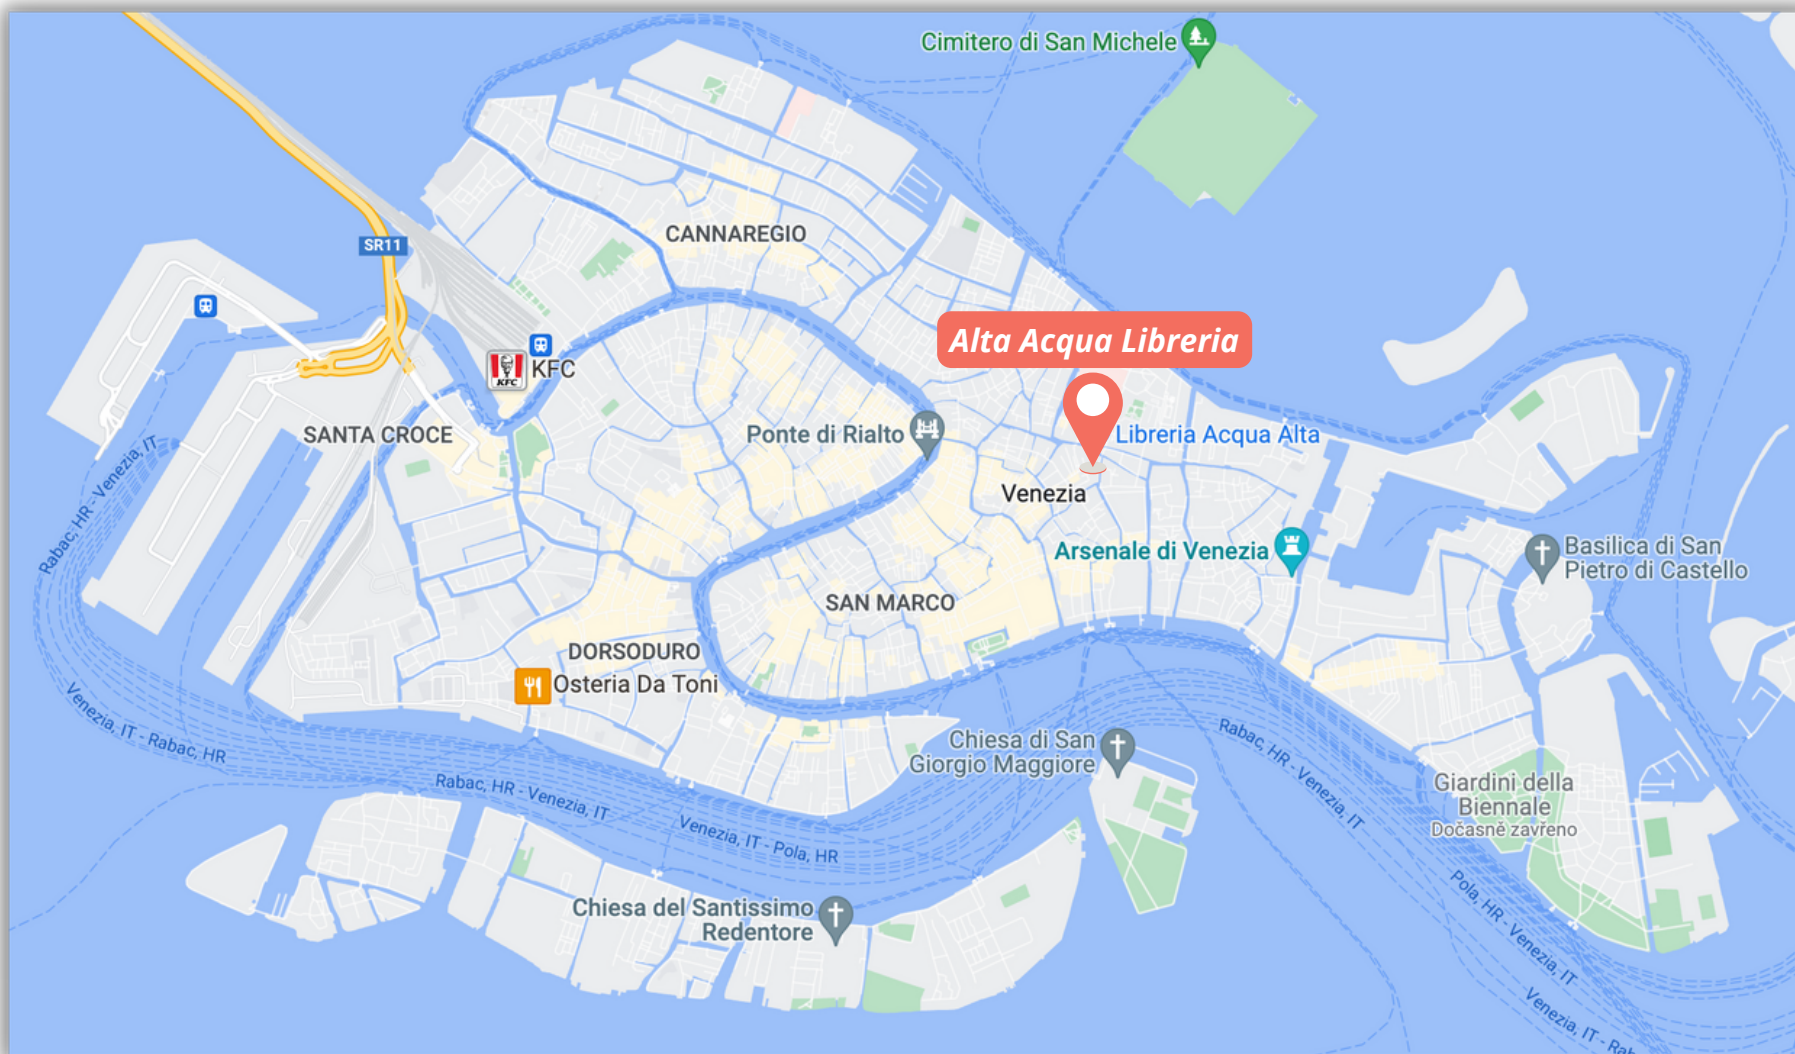 Cimitero di San Michele
CANNAREGIO
SR11
Alta Acqua Libreria
KFC
KFC
SANTA CROCE
Ponte di Rialto
Libreria Acqua Alta
Venezia
Rabac, HR - Venezia, IT
Arsenale di Venezia
Basilica di San
Pietro di Castello
SAN MARCO
DORSODURO
Osteria Da Toni
Venezia, IT - Rabac, HR
Chiesa di San
Giorgio Maggiore
Rabac, HR - Venezia, IT
Rabac, HR - Venezia, IT
Giardini della
Biennale
Dočasně zavřeno
Venezia, IT - Pola, HR
Chiesa del Santissimo
Redentore
Pola, HR - Venezia, IT
Venezia, IT - Rab